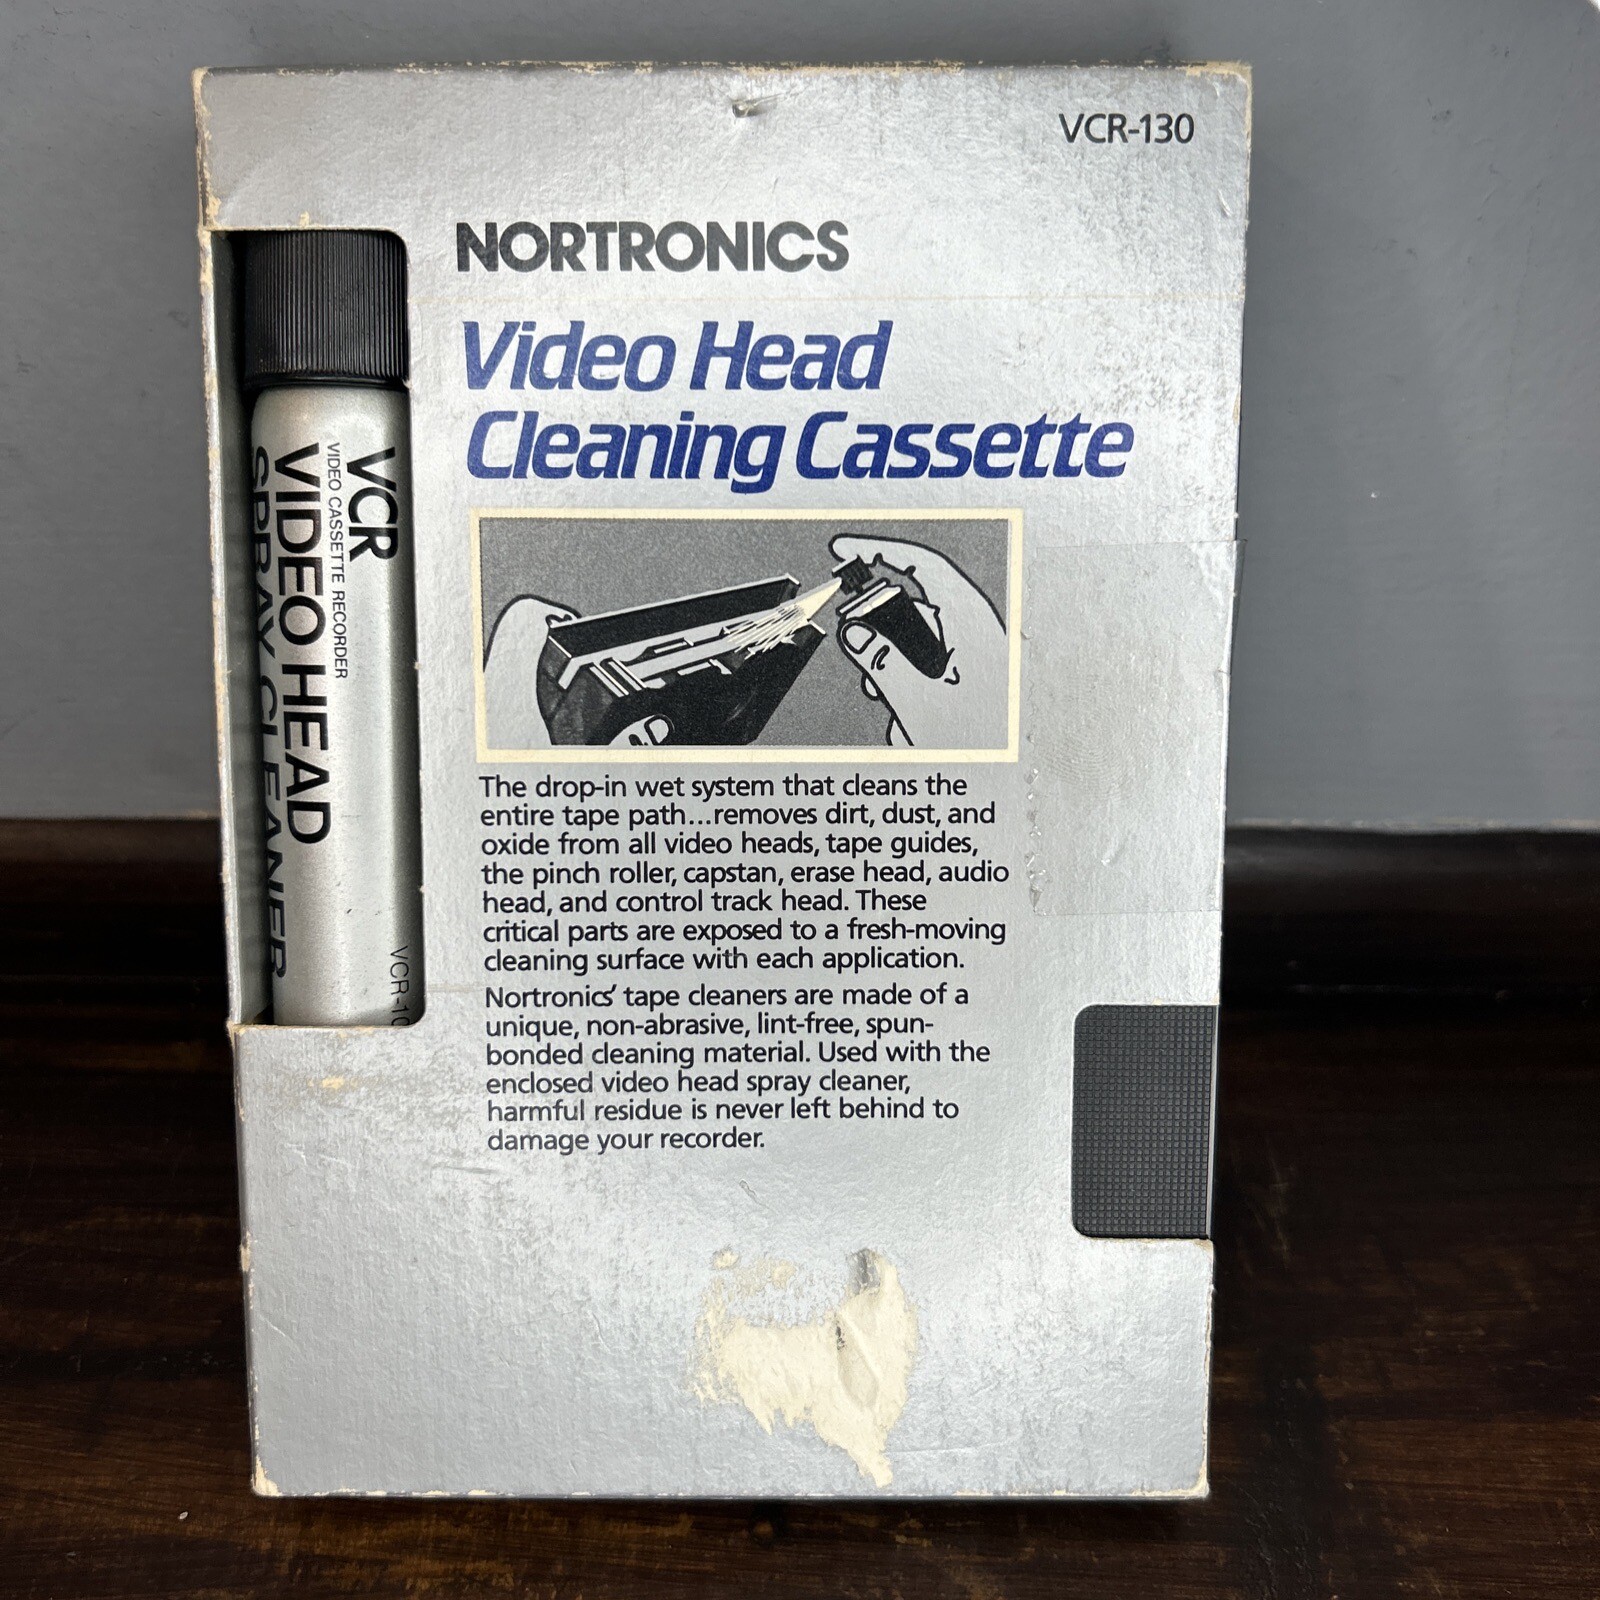 VCR-130
NORTRONICS
Video Head
Cleaning Cassette
The drop-in wet system that cleans the
entire tape path...removes dirt, dust, and
oxide from all video heads, tape guides,
the pinch roller, capstan, erase head, audio
head, and control track head. These
critical parts are exposed to a fresh-moving
cleaning surface with each application.
Nortronics' tape cleaners are made of a
unique, non-abrasive, lint-free, spun-
bonded cleaning material. Used with the
enclosed video head spray cleaner,
harmful residue is never left behind to
damage your recorder.
VCR
VIDEO CASSETTE RECORDER
VIDEO HEAD
SPRAY CLEANER